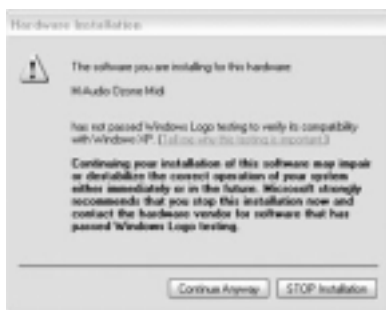 Hardware Installation
The software you are installing for this hardware:
M-Audio Ozone Midi
has not passed Windows Logo testing to verify its compatibility
with Windows XP. (Tell me why this testing is important.)
Continuing your installation of this software may impair
or destabilize the correct operation of your system
either immediately or in the future. Microsoft strongly
recommends that you stop this installation now and
contact the hardware vendor for software that has
passed Windows Logo testing.
Continue Anyway
STOP Installation